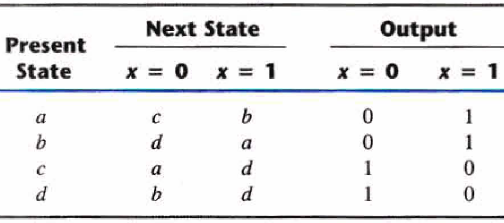 Present State Next State Output
x = 0 x = 1 x = 0 x = 1
a c b 0 1
b d a 0 1
c a d 1 0
d b d 1 0